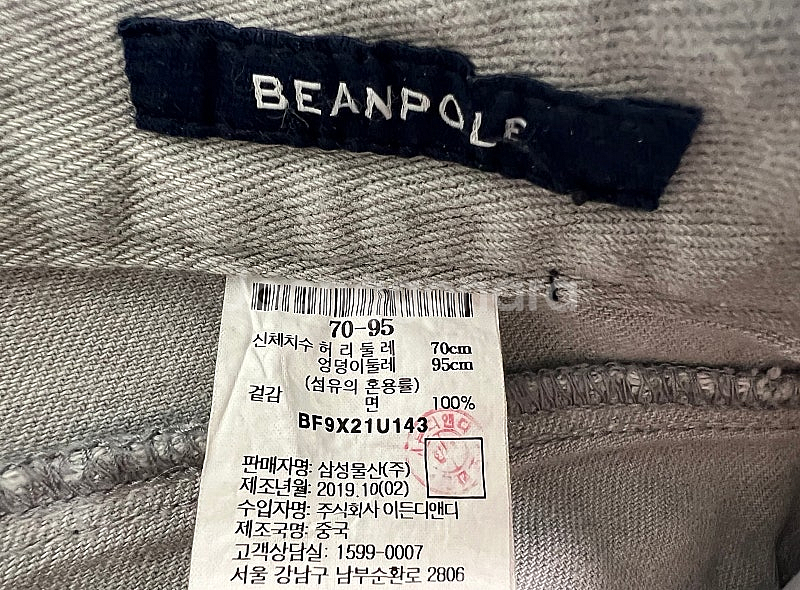 BEANPOLE
70-95
신체치수 허리둘레 70cm
엉덩이둘레 95cm
(섬유의 혼용률)
겉감 면 100%
BF9X21U143
판매자명: 삼성물산(주)
제조년월: 2019.10(02)
수입자명: 주식회사 이든디앤디
제조국명: 중국
고객상담실: 1599-0007
서울 강남구 남부순환로 2806